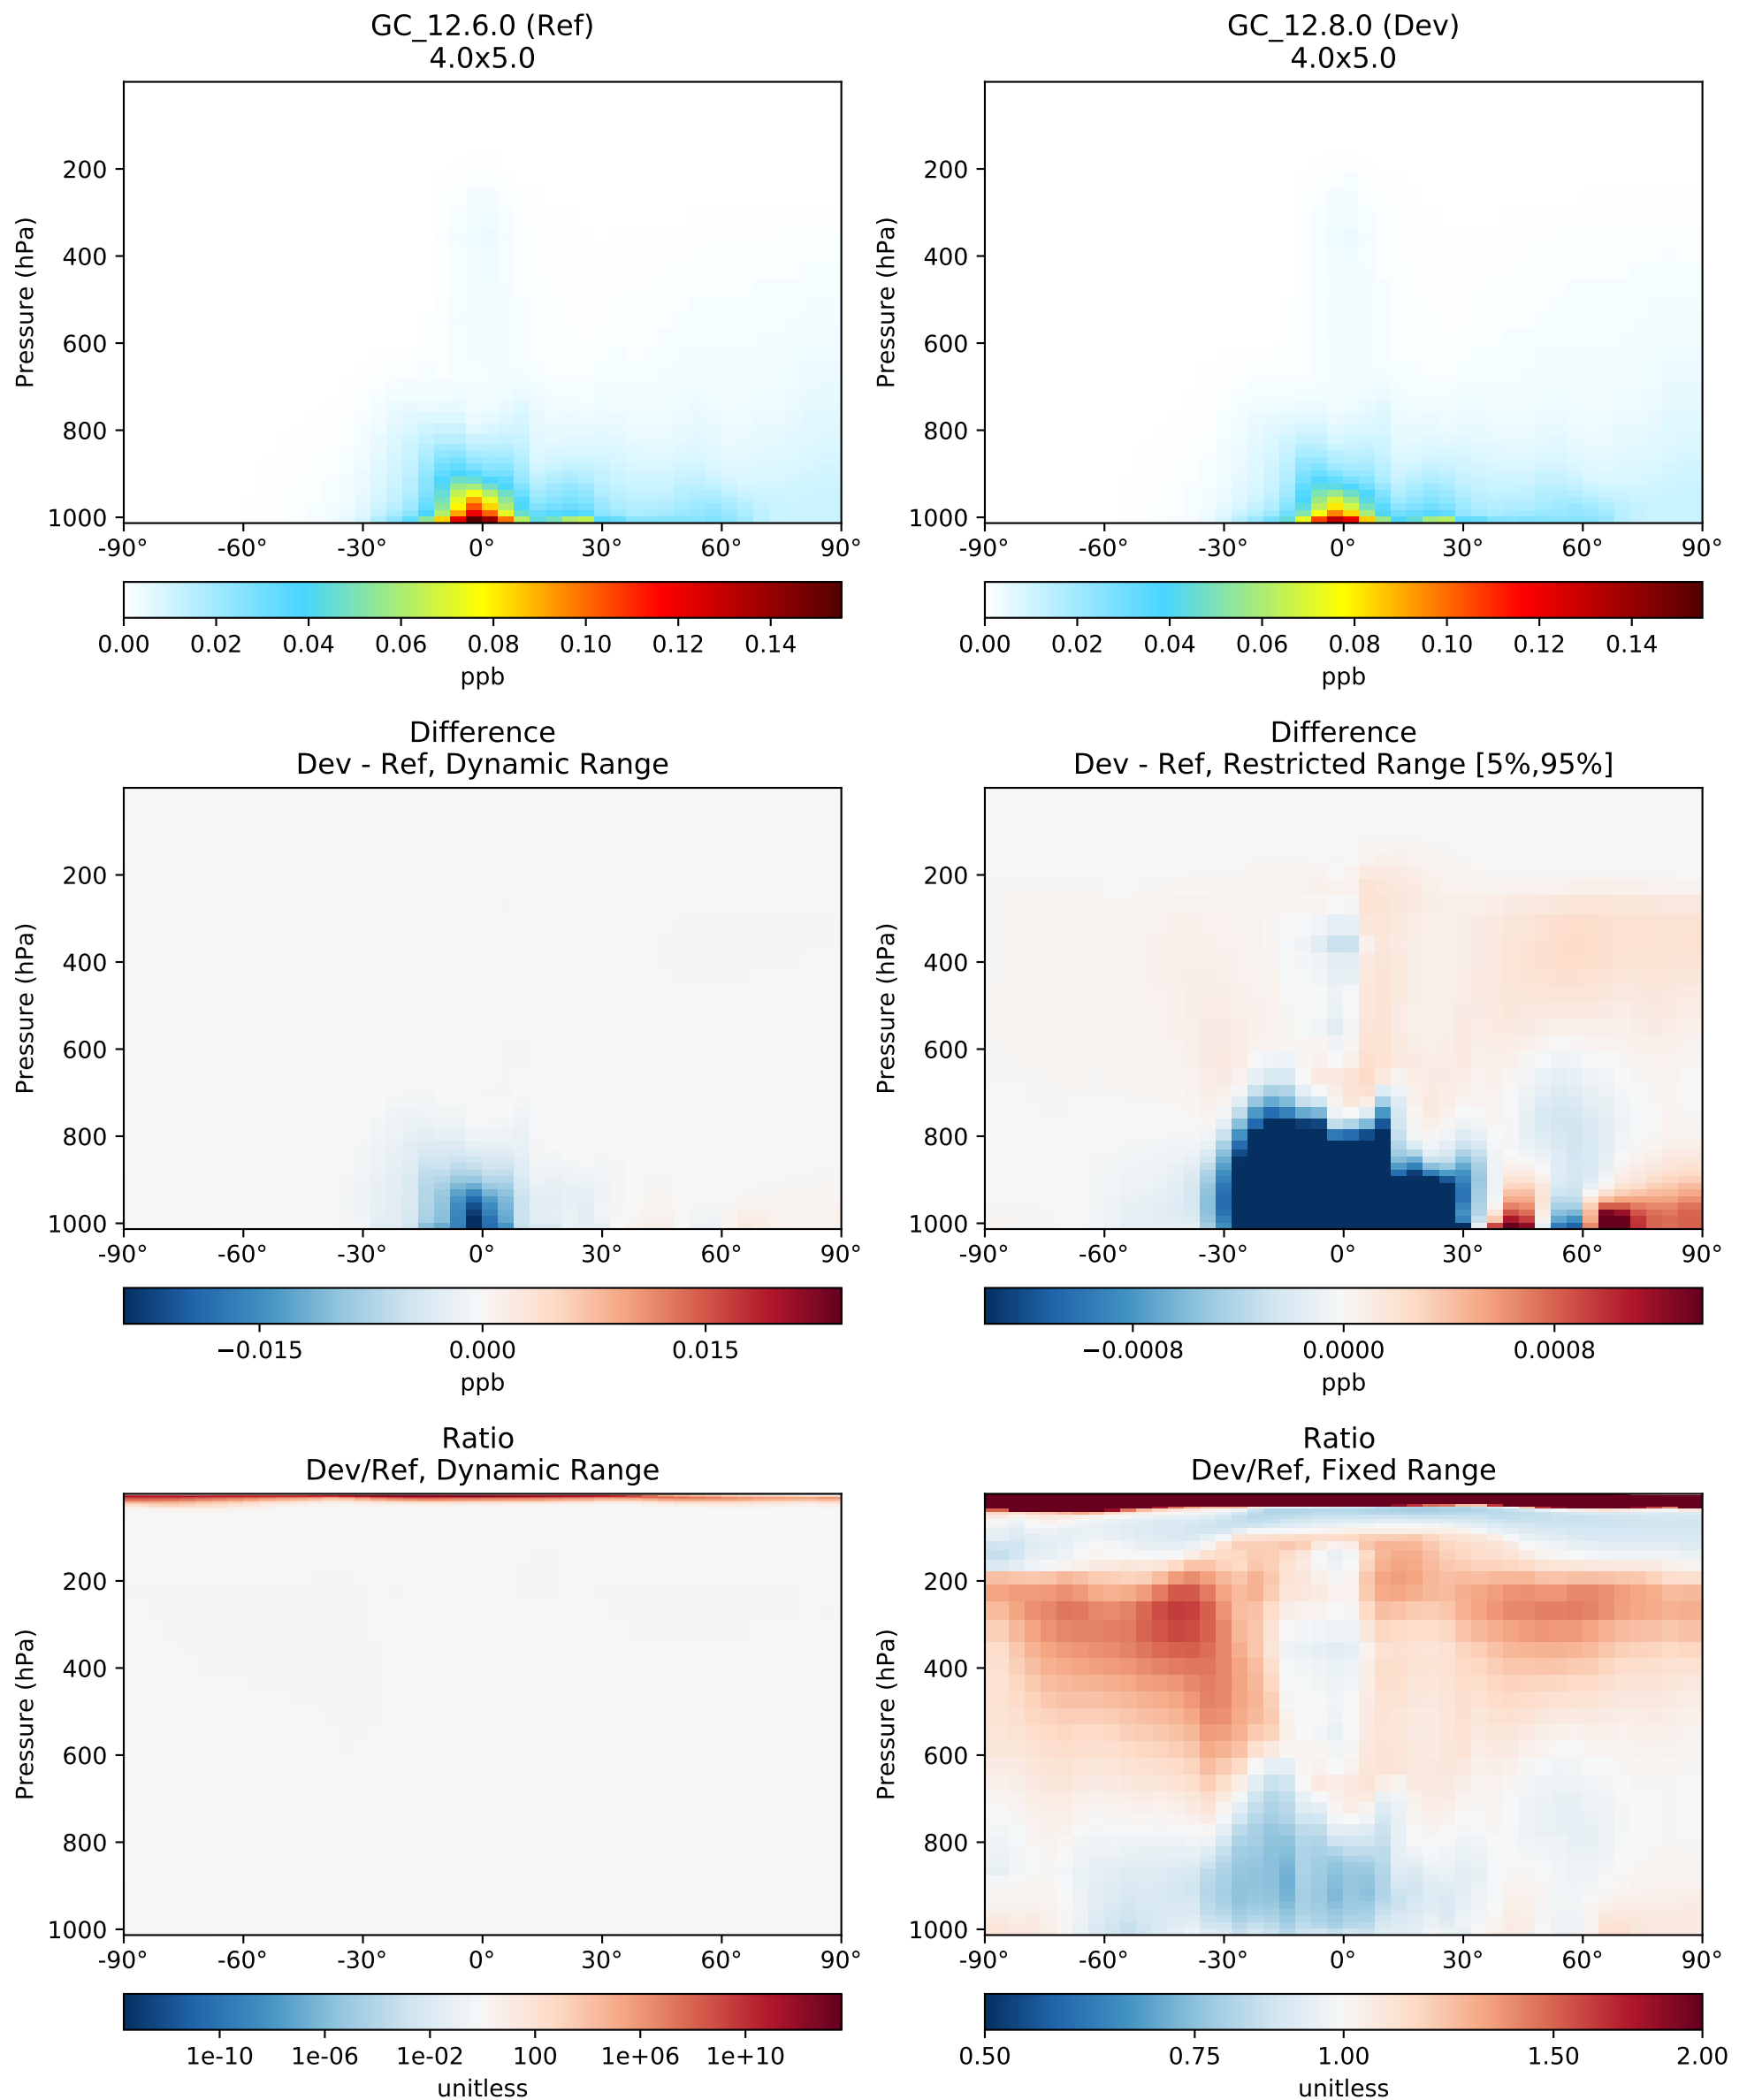 GC_12.6.0 (Ref)
4.0x5.0
GC_12.8.0 (Dev)
4.0x5.0
Pressure (hPa)
200
400
600
800
1000
-90° -60° -30° 0° 30° 60° 90°
0.00 0.02 0.04 0.06 0.08 0.10 0.12 0.14
ppb
Pressure (hPa)
200
400
600
800
1000
-90° -60° -30° 0° 30° 60° 90°
0.00 0.02 0.04 0.06 0.08 0.10 0.12 0.14
ppb
Difference
Dev - Ref, Dynamic Range
Difference
Dev - Ref, Restricted Range [5%,95%]
Pressure (hPa)
200
400
600
800
1000
-90° -60° -30° 0° 30° 60° 90°
−0.015 0.000 0.015
ppb
Pressure (hPa)
200
400
600
800
1000
-90° -60° -30° 0° 30° 60° 90°
−0.0008 0.0000 0.0008
ppb
Ratio
Dev/Ref, Dynamic Range
Ratio
Dev/Ref, Fixed Range
Pressure (hPa)
200
400
600
800
1000
-90° -60° -30° 0° 30° 60° 90°
1e-10 1e-06 1e-02 100 1e+06 1e+10
unitless
Pressure (hPa)
200
400
600
800
1000
-90° -60° -30° 0° 30° 60° 90°
0.50 0.75 1.00 1.50 2.00
unitless